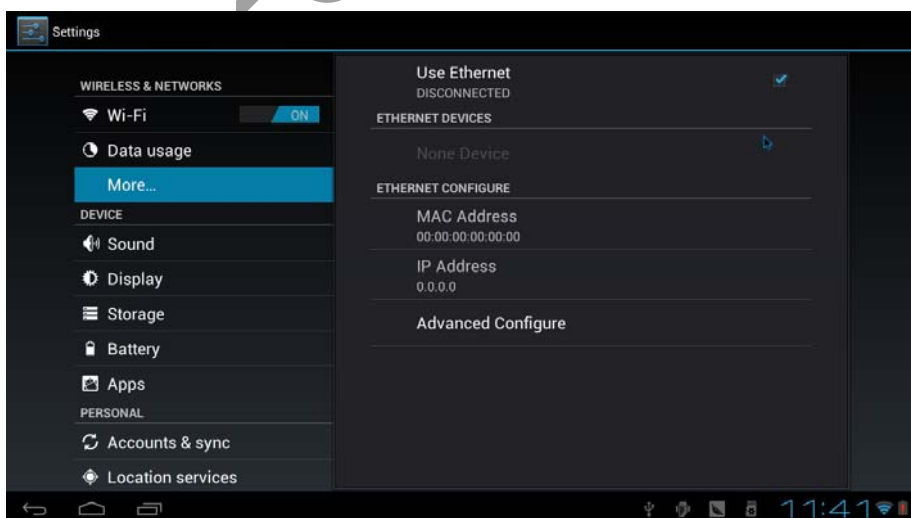 Settings
WIRELESS & NETWORKS
Wi-Fi ON
Data usage
More...
DEVICE
Sound
Display
Storage
Battery
Apps
PERSONAL
Accounts & sync
Location services
Use Ethernet
DISCONNECTED
ETHERNET DEVICES
None Device
ETHERNET CONFIGURE
MAC Address
00:00:00:00:00:00
IP Address
0.0.0.0
Advanced Configure
11:41